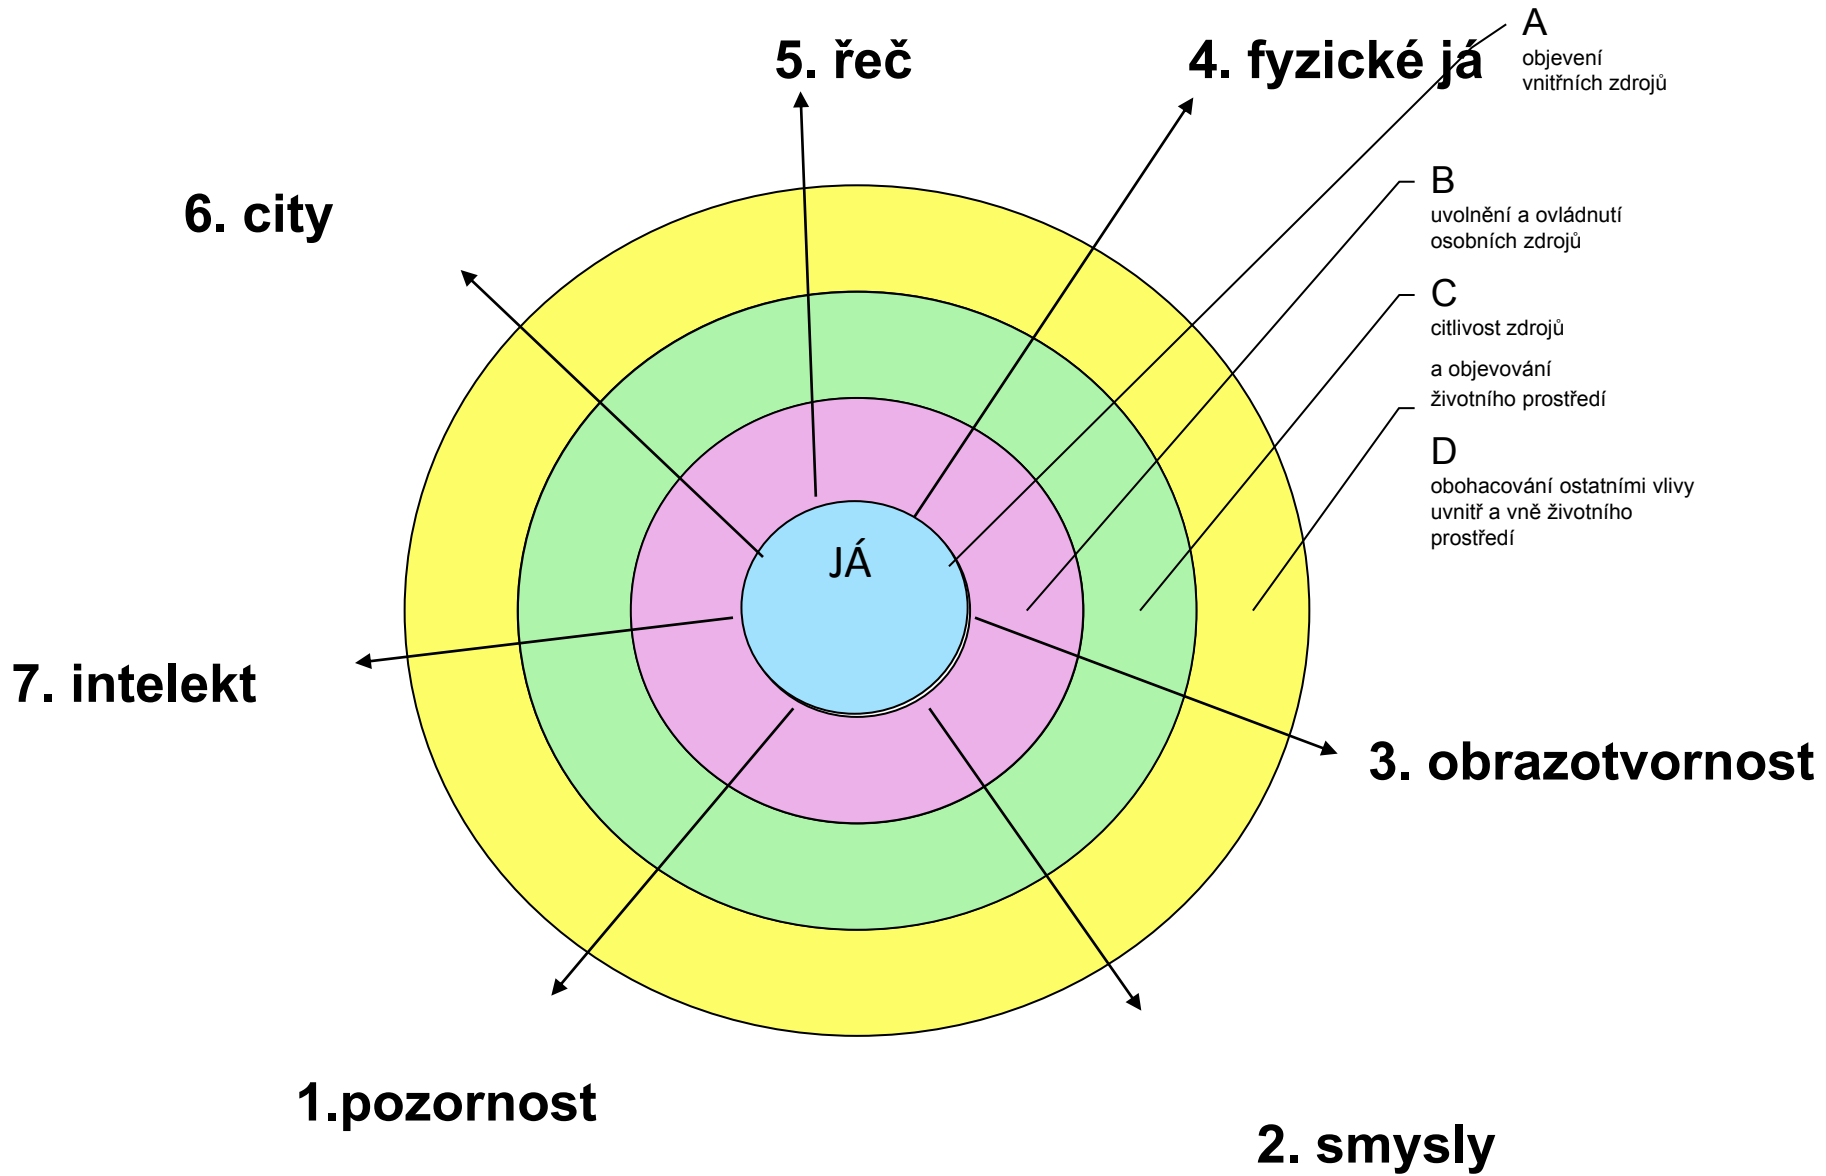 A
objevení
vnitřních zdrojů
5. řeč
4. fyzické já
B
uvolnění a ovládnutí
osobních zdrojů
6. city
C
citlivost zdrojů
a objevování
životního prostředí
D
obohacování ostatními vlivy
uvnitř a vně životního
prostředí
JÁ
7. intelekt
3. obrazotvornost
1.pozornost
2. smysly